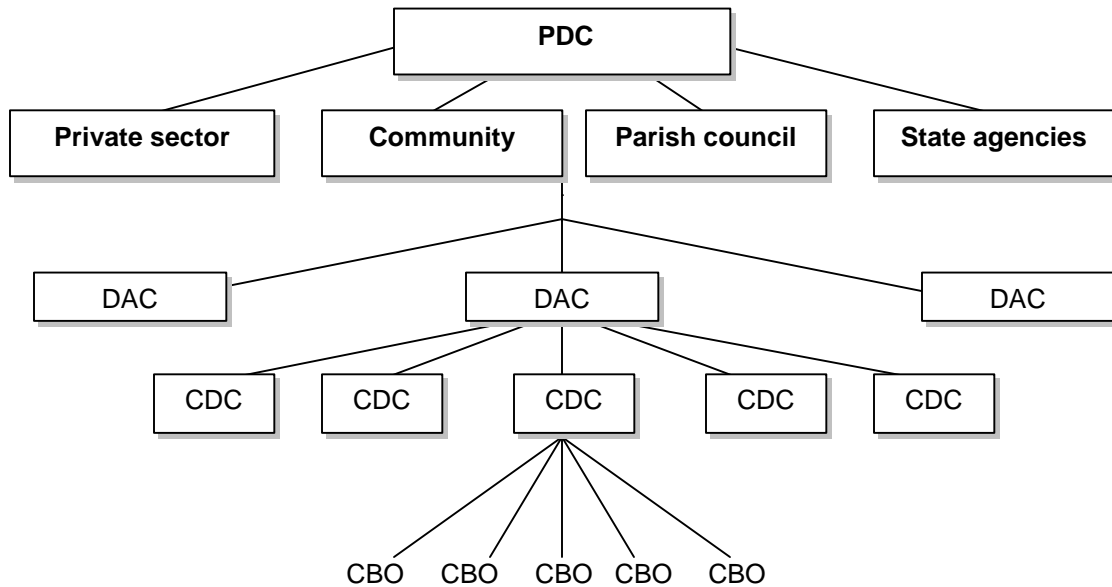 PDC
Private sector Community Parish council State agencies
DAC DAC DAC
CDC CDC CDC CDC CDC
CBO CBO CBO CBO CBO